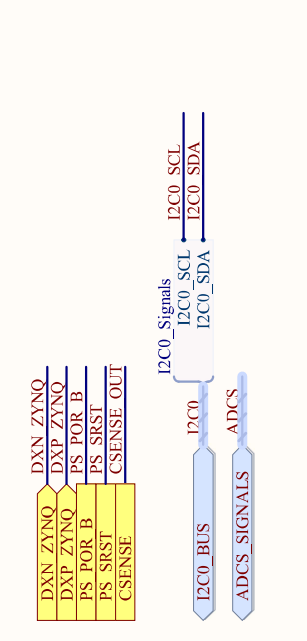 DXN_ZYNQ
DXP_ZYNQ
PS_POR_B
PS_SRST
CSENSE_OUT
DXN_ZYNQ
DXP_ZYNQ
PS_POR_B
PS_SRST
CSENSE
I2C0_SCL
I2C0_SDA
I2C0_Signals
I2C0_SCL
I2C0_SDA
I2C0
I2C0_BUS
ADCS
ADCS_SIGNALS